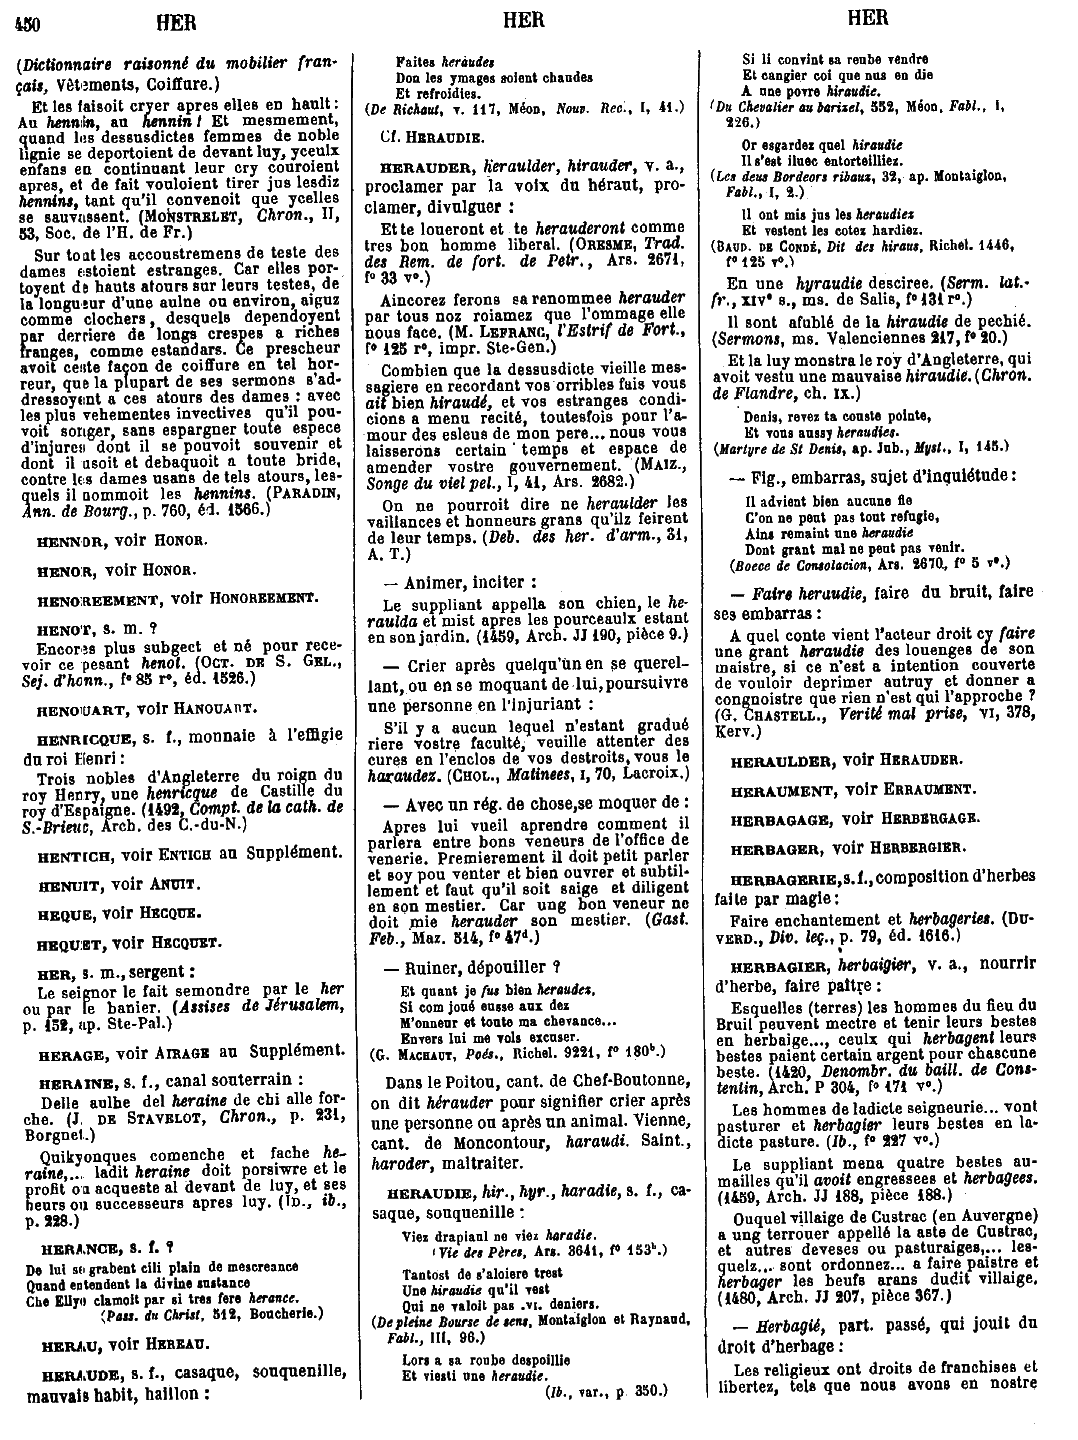 450 HER HER HER
(Dictionnaire raisonné du mobilier fran-
çais, Vêtements, Coiffure.)
Et les faisoit cryer apres elles en hault :
Au hennin, au hennin ! Et mesmement,
quand les dessusdictes femmes de noble
lignie se deportoient de devant luy, yceulx
enfans en continuant leur cry couroient
apres, et de fait vouloient tirer jus lesdiz
hennins, tant qu'il convenoit que ycelles
se sauvassent. (MONSTRELET, Chron., II,
53, Soc. de l'H. de Fr.)
Sur tout les accoustremens de teste des
dames estoient estranges. Car elles por-
toyent de hauts atours sur leurs testes, de
la longueur d'une aulne ou environ, aiguz
comme clochers, desquels dependoyent
par derriere de longs crespes a riches
franges, comme estandars. Ce prescheur
avoit ceste façon de coiffure en tel hor-
reur, que la plupart de ses sermons s'ad-
dressoyent a ces atours des dames : avec
les plus vehementes invectives qu'il pou-
voit songer, sans espargner toute espece
d'injures dont il se pouvoit souvenir et
dont il usoit et debaquoit a toute bride,
contre les dames usans de tels atours, les-
quels il nommoit les hennins. (PARADIN,
Ann. de Bourg., p. 760, éd. 1566.)
HENNOR, voir HONOR.
HENOR, voir HONOR.
HENOREEMENT, voir HONOREEMENT.
HENOT, s. m. ?
Encores plus subgect et né pour rece-
voir ce pesant henot. (OCT. DE S. GEL.,
Sej. d'honn., f° 85 r°, éd. 1526.)
HENOUART, voir HANOUART.
HENRICQUE, s. f., monnaie à l'effigie
du roi Henri :
Trois nobles d'Angleterre du roign du
roy Henry, une henricque de Castille du
roy d'Espaigne. (1492, Compt. de la cath. de
S.-Brieuc, Arch. des C.-du-N.)
HENTICH, voir ENTICH au Supplément.
HENUIT, voir ANUIT.
HEQUE, voir HECQUE.
HEQUET, voir HECQUET.
HER, s. m., sergent :
Le seignor le fait semondre par le her
ou par le banier. (Assises de Jérusalem,
p. 152, ap. Ste-Pal.)
HERAGE, voir AIRAGE au Supplément.
HERAINE, s. f., canal souterrain :
Delle aulhe del heraine de chi alle for-
che. (J. DE STAVELOT, Chron., p. 231,
Borgnet.)
Quikyonques comenche et fache he-
raine,... ladit heraine doit porsiwre et le
profit ou acqueste al devant de luy, et ses
heurs ou successeurs apres luy. (ID., ib.,
p. 228.)
HERANCE, s. f. ?
De lui se grabent cili plain de mescreance
Quand entendent la divine sustance
Che Ellyo clamoit par si tres fere herance.
(Pass. du Christ, 512, Boucherie.)
HERAU, voir HEREAU.
HERAUDE, s. f., casaque, souquenille,
mauvais habit, haillon :
Faites heraudes
Don les ymages soient chaudes
Et refroidies.
(De Richaut, v. 117, Méon, Nouv. Rec., I, 41.)
Cf. HERAUDIE.
HERAUDER, heraulder, hirauder, v. a.,
proclamer par la voix du héraut, pro-
clamer, divulguer :
Et te loueront et te herauderont comme
tres bon homme liberal. (ORESME, Trad.
des Rem. de fort. de Petr., Ars. 2671,
f° 33 v°.)
Aincorez ferons sa renommee herauder
par tous noz roiamez que l'ommage elle
nous face. (M. LEFRANC, l'Estrif de Fort.,
f° 125 r°, impr. Ste-Gen.)
Combien que la dessusdicte vieille mes-
sagiere en recordant vos orribles fais vous
ait bien hiraudé, et vos estranges condi-
cions a menu recité, toutesfois pour l'a-
mour des esleus de mon pere... nous vous
laisserons certain temps et espace de
amender vostre gouvernement. (MAIZ.,
Songe du viel pel., I, 41, Ars. 2682.)
On ne pourroit dire ne heraulder les
vaillances et honneurs grans qu'ilz feirent
de leur temps. (Deb. des her. d'arm., 31,
A. T.)
— Animer, inciter :
Le suppliant appella son chien, le he-
raulda et mist apres les pourceaulx estant
en son jardin. (1459, Arch. JJ 190, pièce 9.)
— Crier après quelqu'un en se querel-
lant, ou en se moquant de lui, poursuivre
une personne en l'injuriant :
S'il y a aucun lequel n'estant gradué
riere vostre faculté, veuille attenter des
cures en l'enclos de vos destroits, vous le
haraudez. (CHOL., Matinees, I, 70, Lacroix.)
— Avec un rég. de chose, se moquer de :
Apres lui vueil aprendre comment il
parlera entre bons veneurs de l'office de
venerie. Premierement il doit petit parler
et soy pou venter et bien ouvrer et subtil-
lement et faut qu'il soit saige et diligent
en son mestier. Car ung bon veneur ne
doit mie herauder son mestier. (Gast.
Feb., Maz. 514, f° 47d.)
— Ruiner, dépouiller ?
Et quant je fus bien heraudez,
Si com joué eusse aux dez
M'onneur et toute ma chevance...
Envers lui me vols excuser.
(G. MACHAUT, Poés., Richel. 9221, f° 180b.)
Dans le Poitou, cant. de Chef-Boutonne,
on dit hérauder pour signifier crier après
une personne ou après un animal. Vienne,
cant. de Moncontour, haraudi. Saint.,
haroder, maltraiter.
HERAUDIE, hir., hyr., haradie, s. f., ca-
saque, souquenille :
Viez drapiaul ne viez haradie.
(Vie des Pères, Ars. 3641, f° 153b.)
Tantost de s'aloiere trest
Une hiraudie qu'il vest
Qui ne valoit pas .VI. deniers.
(De pleine Bourse de sens, Montaiglon et Raynaud,
Fabl., III, 96.)
Lors a sa roube despoillie
Et viesti une heraudie.
(Ib., var., p. 350.)
Si li convint sa reube vendre
Et cangier coi que nus en die
A une povre hiraudie.
(Du Chevalier au barizel, 552, Méon, Fabl., I,
226.)
Or esgardez quel hiraudie
Il s'est iluec entorteilliez.
(Les deus Bordeors ribauz, 32, ap. Montaiglon,
Fabl., I, 2.)
Il ont mis jus les heraudiez
Et vestent les cotez hardiez.
(BAUD. DE CONDÉ, Dit des hiraus, Richel. 1446,
f° 125 v°.)
En une hyraudie desciree. (Serm. lat.-
fr., XIV° s., ms. de Salis, f° 131 r°.)
Il sont afublé de la hiraudie de pechié.
(Sermons, ms. Valenciennes 217, f° 20.)
Et la luy monstra le roy d'Angleterre, qui
avoit vestu une mauvaise hiraudie. (Chron.
de Flandre, ch. IX.)
Denis, revez ta couste pointe,
Et vous aussy heraudies.
(Martyre de St Denis, ap. Jub., Myst., I, 145.)
— Fig., embarras, sujet d'inquiétude :
Il advient bien aucune fie
C'on ne peut pas tout refugie,
Ains remaint une heraudie
Dont grant mal ne peut pas venir.
(Boece de Consolacion, Ars. 2670, f° 5 v°.)
— Faire heraudie, faire du bruit, faire
ses embarras :
A quel conte vient l'acteur droit cy faire
une grant heraudie des louenges de son
maistre, si ce n'est a intention couverte
de vouloir deprimer autruy et donner a
congnoistre que rien n'est qui l'approche ?
(G. CHASTELL., Verité mal prise, VI, 378,
Kerv.)
HERAULDER, voir HERAUDER.
HERAUMENT, voir ERRAUMENT.
HERBAGAGE, voir HERBERGAGE.
HERBAGER, voir HERBERGIER.
HERBAGERIE, s. f., composition d'herbes
faite par magie :
Faire enchantement et herbageries. (DU-
VERD., Div. leç., p. 79, éd. 1616.)
HERBAGIER, herbaigier, v. a., nourrir
d'herbe, faire paître :
Esquelles (terres) les hommes du fieu du
Bruil peuvent mectre et tenir leurs bestes
en herbaige..., ceulx qui herbagent leurs
bestes paient certain argent pour chascune
beste. (1420, Denombr. du baill. de Cons-
tentin, Arch. P 304, f° 171 v°.)
Les hommes de ladicte seigneurie... vont
pasturer et herbagier leurs bestes en la-
dicte pasture. (Ib., f° 227 v°.)
Le suppliant mena quatre bestes au-
mailles qu'il avoit engressees et herbagees.
(1459, Arch. JJ 188, pièce 188.)
Ouquel villaige de Custrac (en Auvergne)
a ung terrouer appellé la aste de Custrac,
et autres deveses ou pasturaiges,... les-
quelz... sont ordonnez... a faire paistre et
herbager les beufs arans dudit villaige.
(1480, Arch. JJ 207, pièce 367.)
— Herbagié, part. passé, qui jouit du
droit d'herbage :
Les religieux ont droits de franchises et
libertez, tels que nous avons en nostre